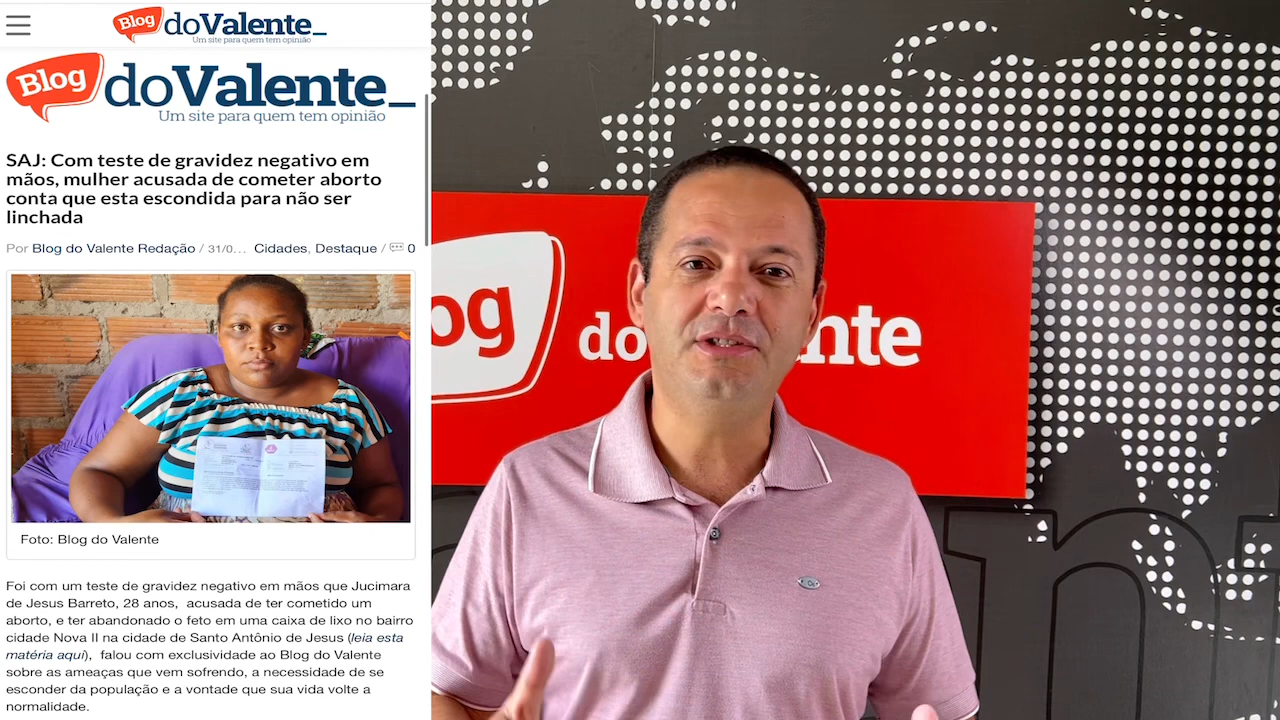 Blog doValente_
Um site para quem tem opinião
Blog doValente_
Um site para quem tem opinião
SAJ: Com teste de gravidez negativo em
mãos, mulher acusada de cometer aborto
conta que esta escondida para não ser
linchada
Por Blog do Valente Redação / 31/0... Cidades, Destaque / 0
Foto: Blog do Valente
Foi com um teste de gravidez negativo em mãos que Jucimara
de Jesus Barreto, 28 anos, acusada de ter cometido um
aborto, e ter abandonado o feto em uma caixa de lixo no bairro
cidade Nova II na cidade de Santo Antônio de Jesus (leia esta
matéria aqui), falou com exclusividade ao Blog do Valente
sobre as ameaças que vem sofrendo, a necessidade de se
esconder da população e a vontade que sua vida volte a
normalidade.
og
do nte